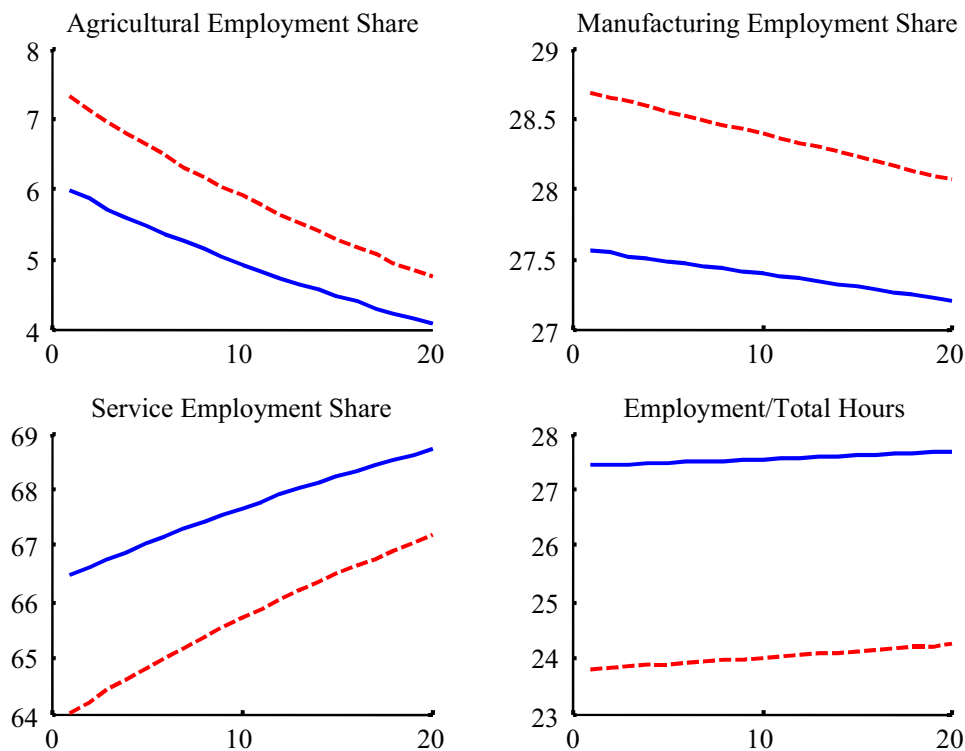 Agricultural Employment Share
8
7
6
5
4
0 10 20
Manufacturing Employment Share
29
28.5
28
27.5
27
0 10 20
Service Employment Share
69
68
67
66
65
64
0 10 20
Employment/Total Hours
28
27
26
25
24
23
0 10 20